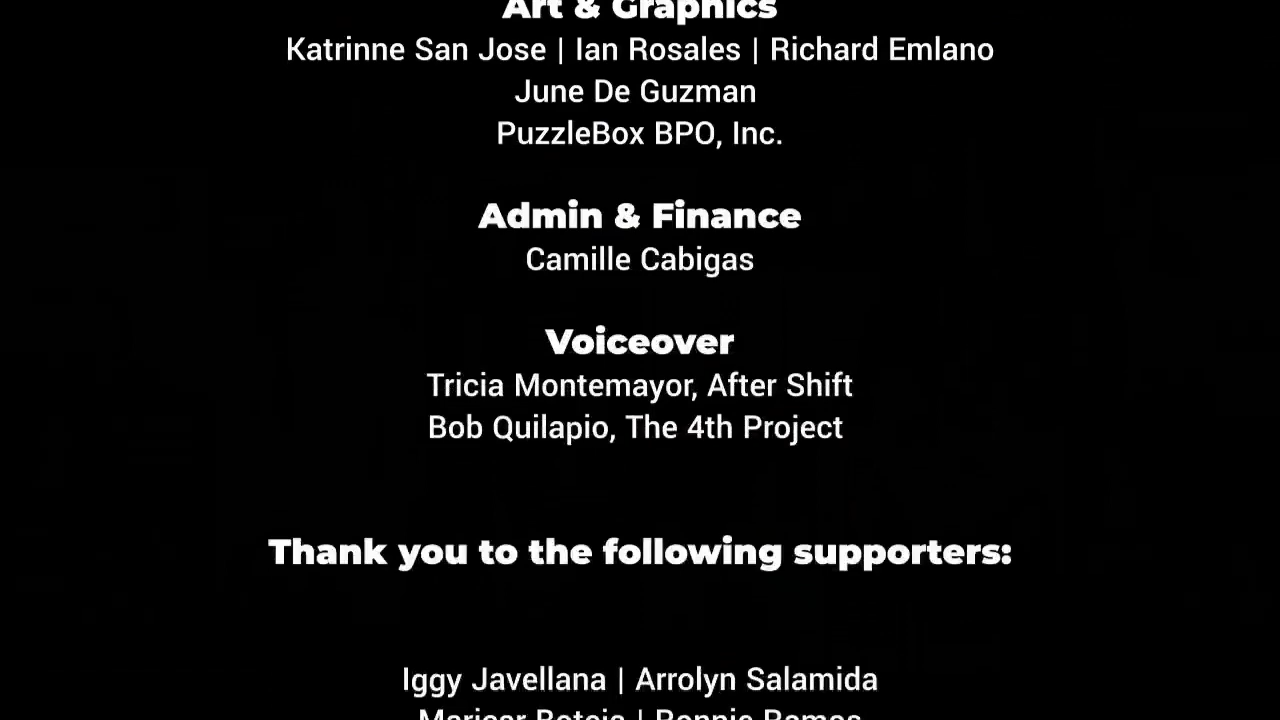 Art & Graphics
Katrinne San Jose | Ian Rosales | Richard Emlano
June De Guzman
PuzzleBox BPO, Inc.
Admin & Finance
Camille Cabigas
Voiceover
Tricia Montemayor, After Shift
Bob Quilapio, The 4th Project
Thank you to the following supporters:
Iggy Javellana | Arrolyn Salamida
| Ronnie Ramos